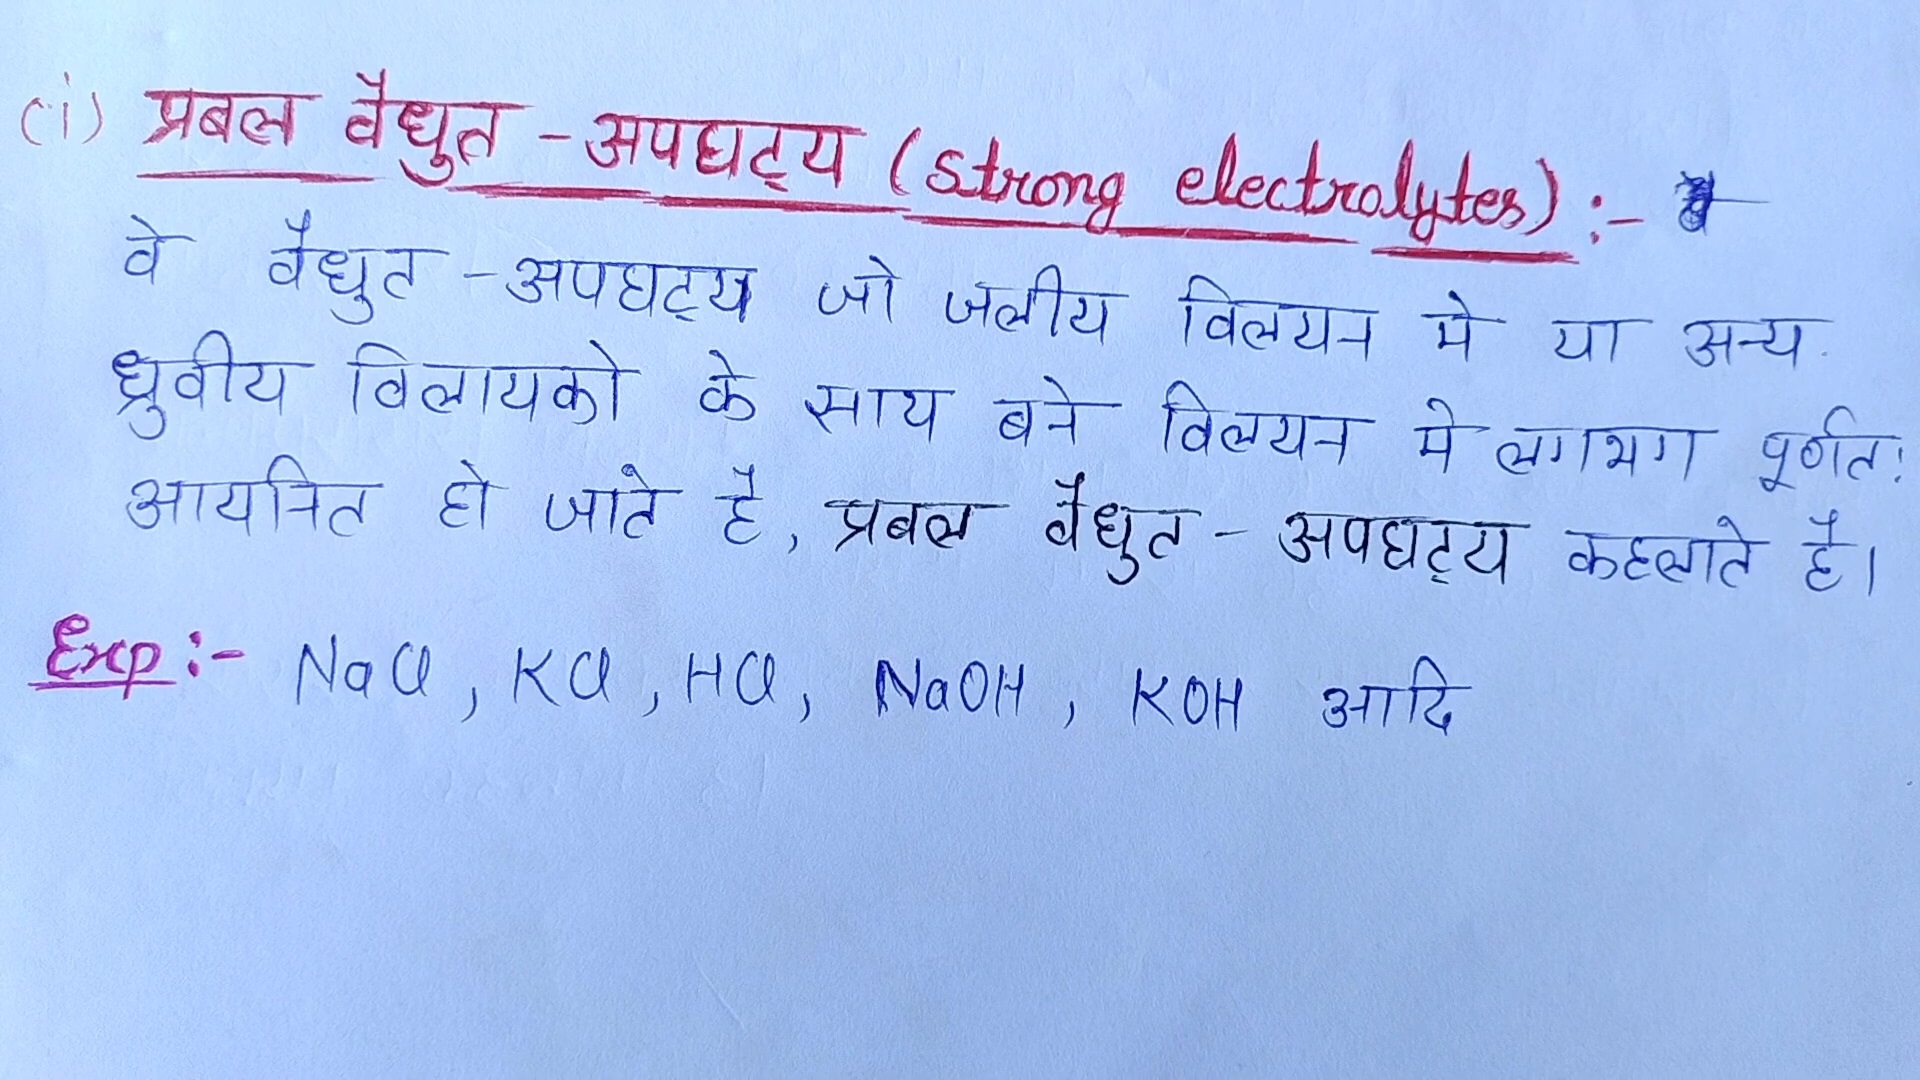 (i) प्रबल वैधुत - अपघट्य (Strong electrolytes) :-
वे वैधुत - अपघट्य जो जलीय विलयन मे या अन्य
ध्रुवीय विलायको के साथ बने विलयन मे लगभग पूर्णत:
आयनित हो जाते है, प्रबल वैधुत - अपघट्य कहलाते है।
Exp :- NaCl, KCl, HCl, NaOH, KOH आदि